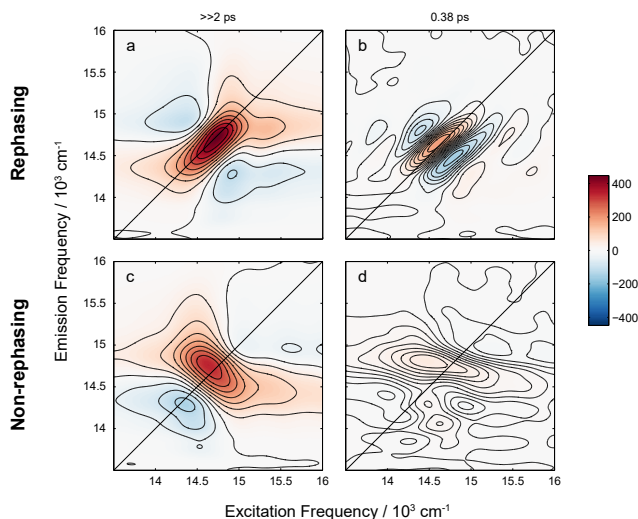 >>2 ps
0.38 ps
Rephasing
Non-rephasing
Emission Frequency / 10³ cm⁻¹
a
b
16
15.5
15
14.5
14
c
d
16
15.5
15
14.5
14
14
14.5
15
15.5
16
14
14.5
15
15.5
16
Excitation Frequency / 10³ cm⁻¹
400
200
0
−200
−400